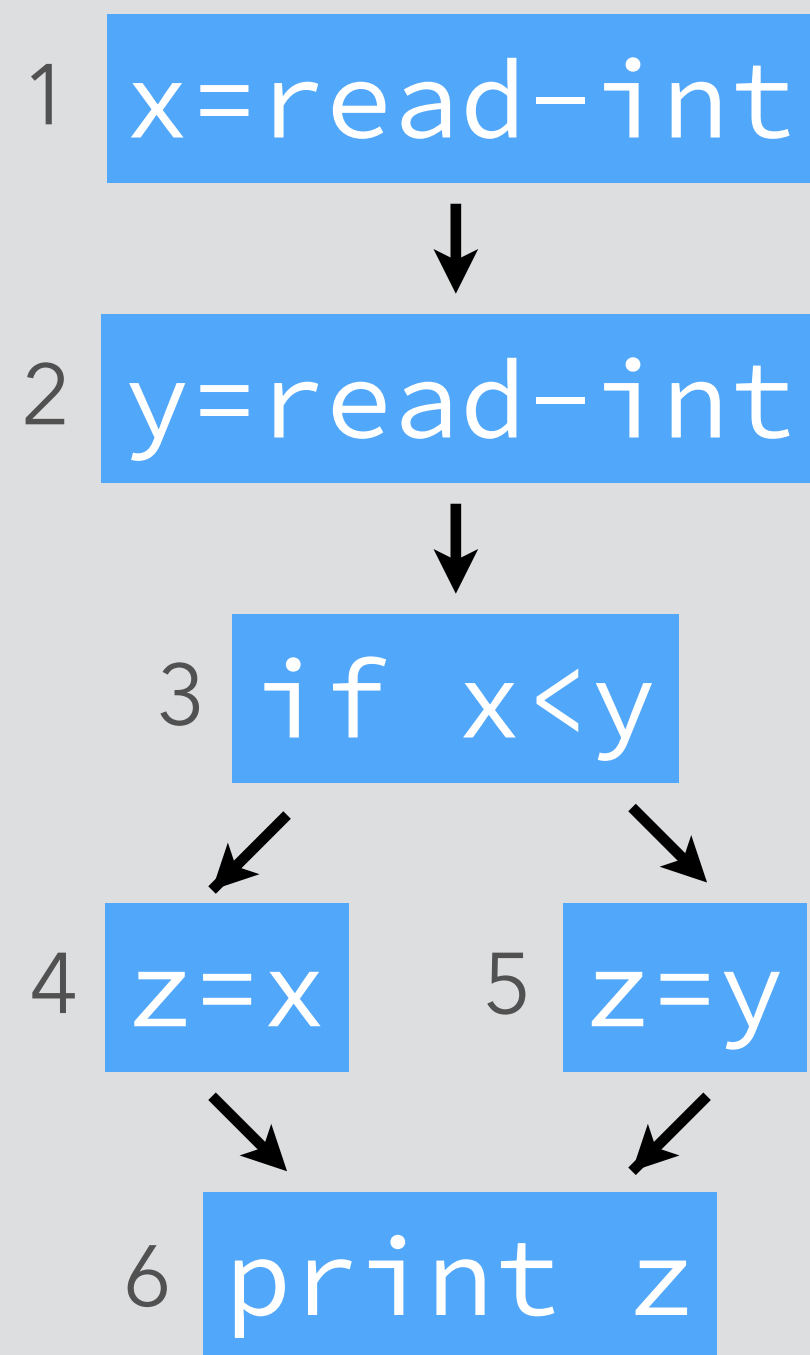 1 x=read-int
2 y=read-int
3 if x<y
4 z=x 5 z=y
6 print z